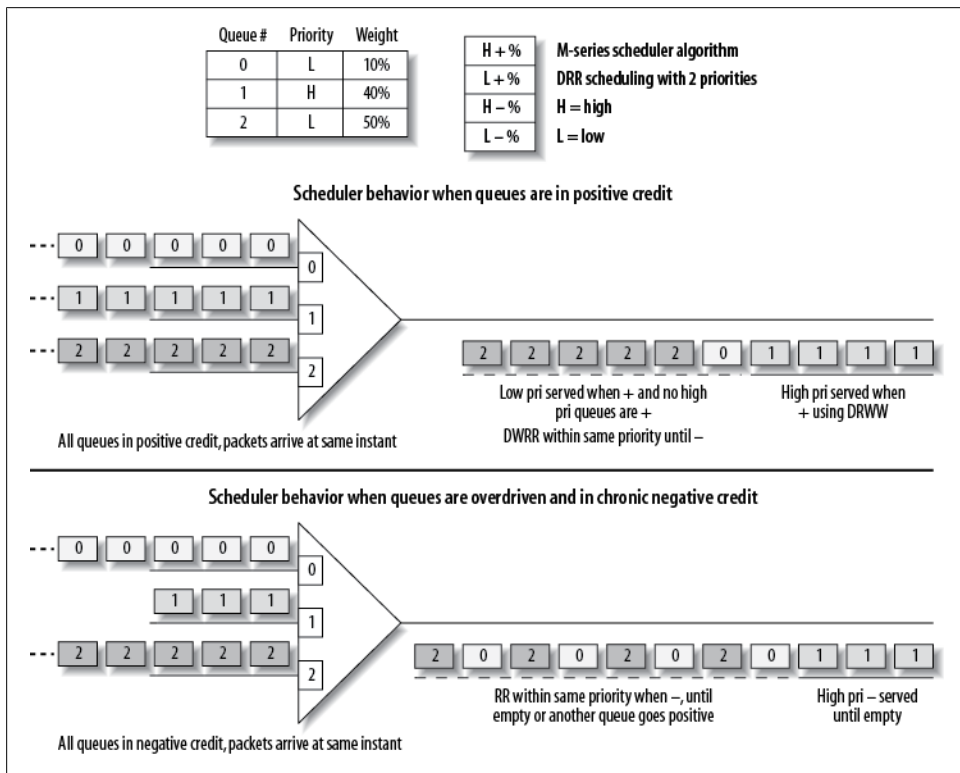 Queue # Priority Weight
0 L 10%
1 H 40%
2 L 50%
H + % M-series scheduler algorithm
L + % DRR scheduling with 2 priorities
H – % H = high
L – % L = low
Scheduler behavior when queues are in positive credit
0 0 0 0 0
0
1 1 1 1 1
1
2 2 2 2 2
2
2 2 2 2 2 0 1 1 1 1
Low pri served when + and no high
pri queues are +
DWRR within same priority until –
High pri served when
+ using DRWW
All queues in positive credit, packets arrive at same instant
Scheduler behavior when queues are overdriven and in chronic negative credit
0 0 0 0 0
0
1 1 1
1
2 2 2 2 2
2
2 0 2 0 2 0 2 0 1 1 1
RR within same priority when –, until
empty or another queue goes positive
High pri – served
until empty
All queues in negative credit, packets arrive at same instant